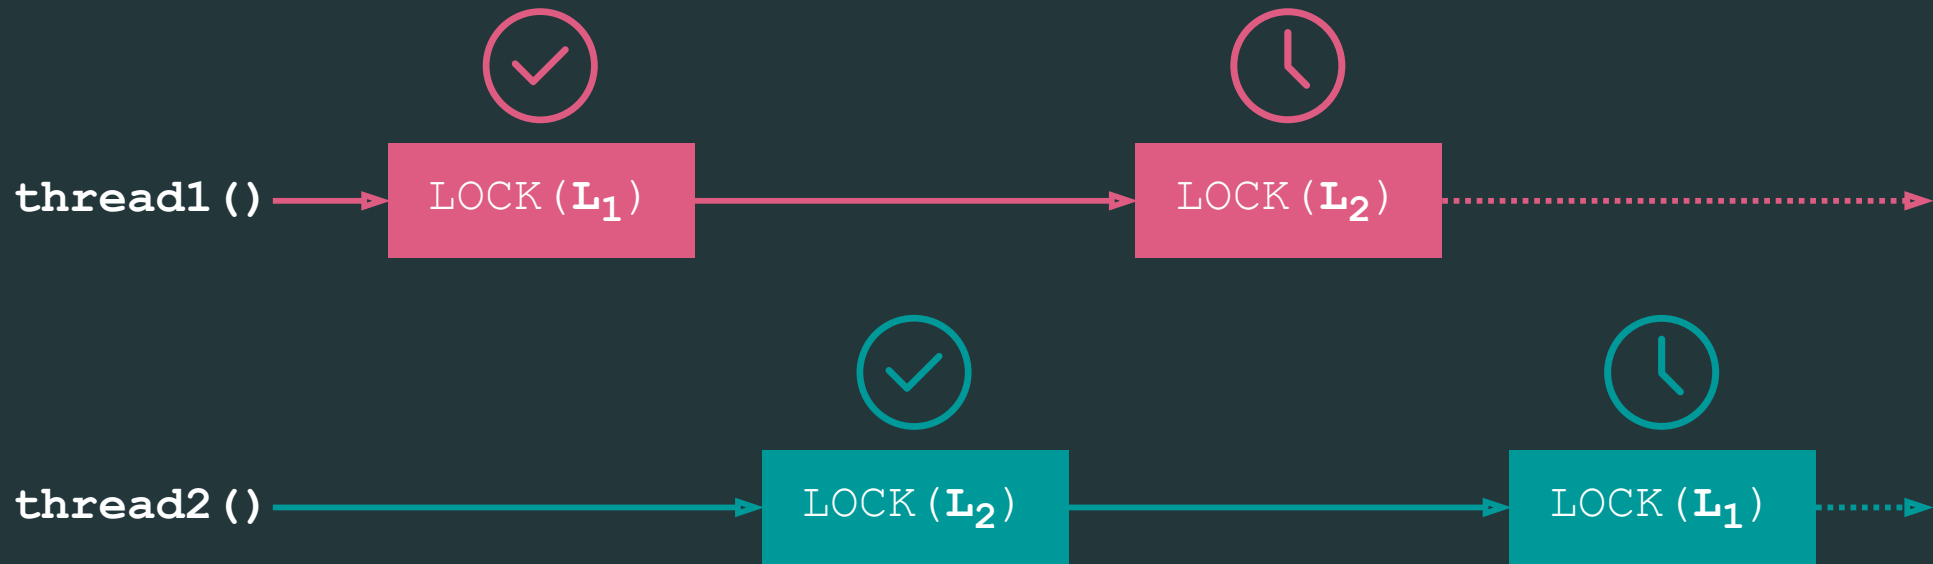 thread1() LOCK(L₁) LOCK(L₂)
thread2() LOCK(L₂) LOCK(L₁)